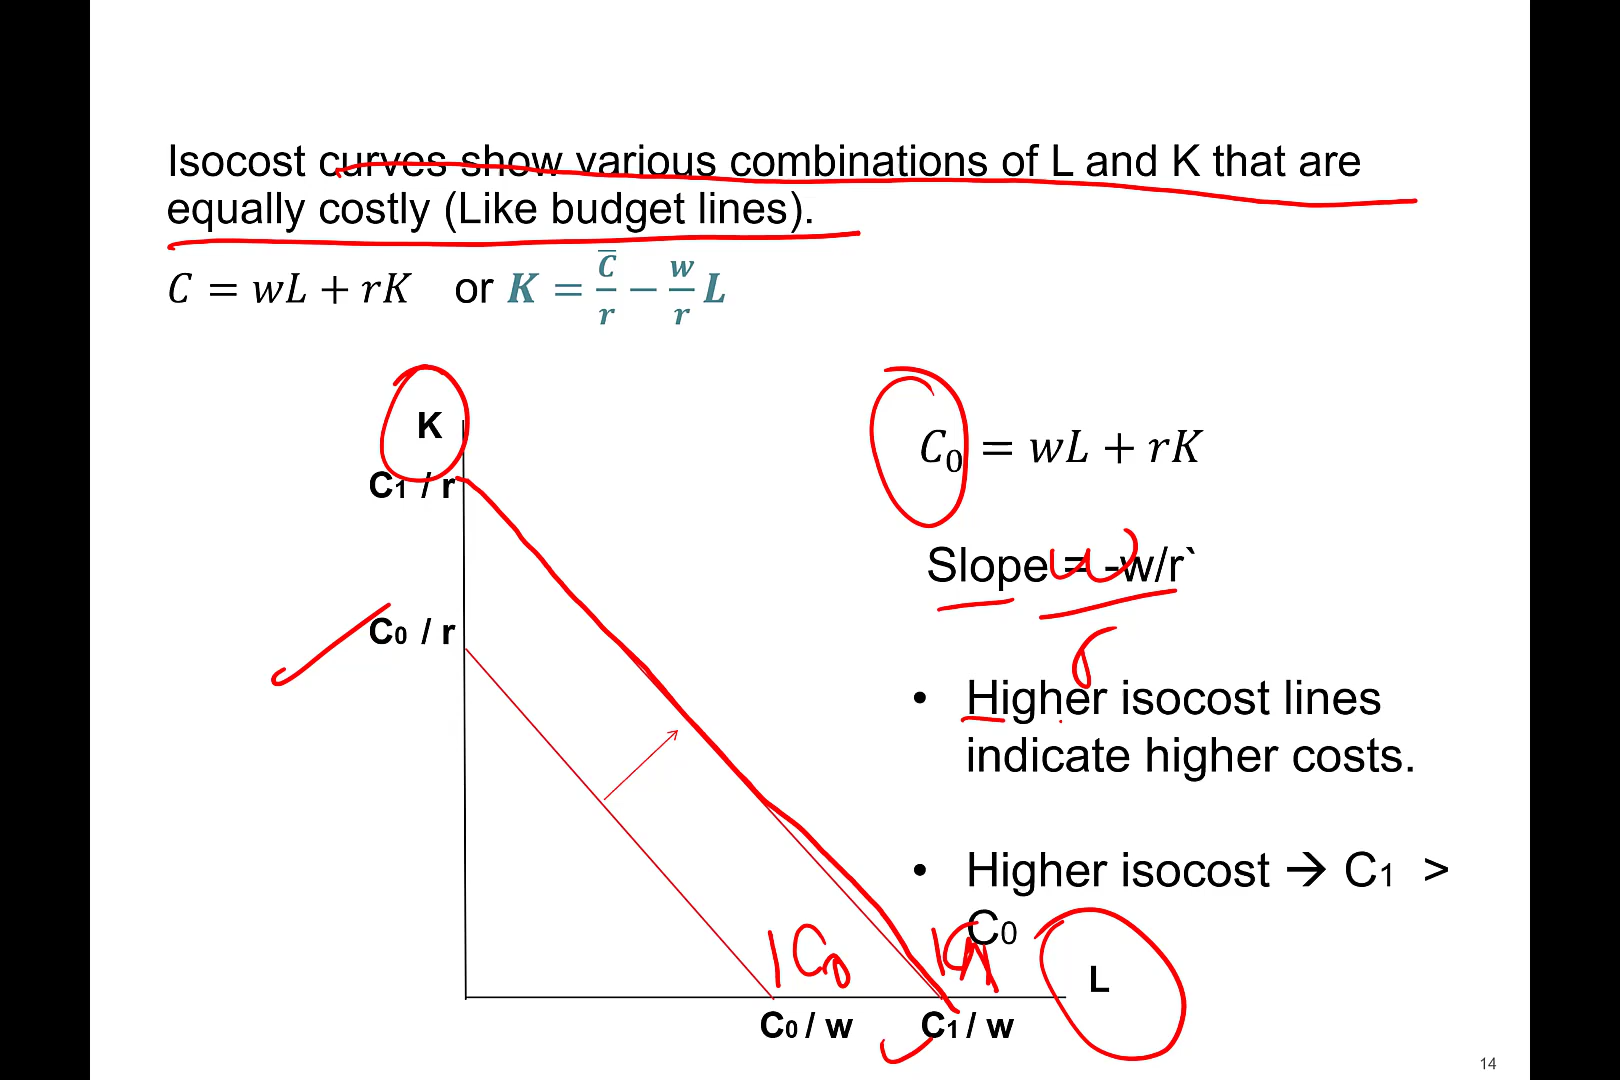 Isocost curves show various combinations of L and K that are
equally costly (Like budget lines).
C = wL + rK or K = C̅/r − w/r L
K
C1 / r
C0 / r
C0 = wL + rK
Slope = -w/r`
w
r
• Higher isocost lines
indicate higher costs.
• Higher isocost → C1 >
C0
IC0
L
C0 / w
C1 / w
14